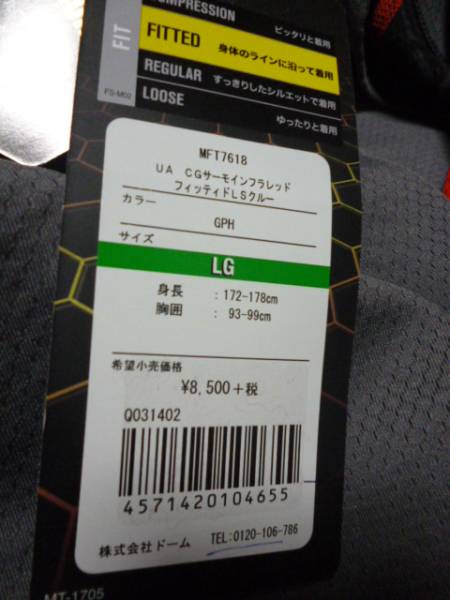 COMPRESSION ピッタリと着用
FIT
FITTED 身体のラインに沿って着用
REGULAR すっきりしたシルエットで着用
FS-M02
LOOSE ゆったりと着用
MFT7618
UA CGサーモインフラレッド
フィッティドLSクルー
カラー
GPH
サイズ
LG
身長 : 172-178cm
胸囲 : 93-99cm
希望小売価格
¥8,500+税
Q031402
4571420104655
株式会社ドーム TEL:0120-106-786
MT-1705